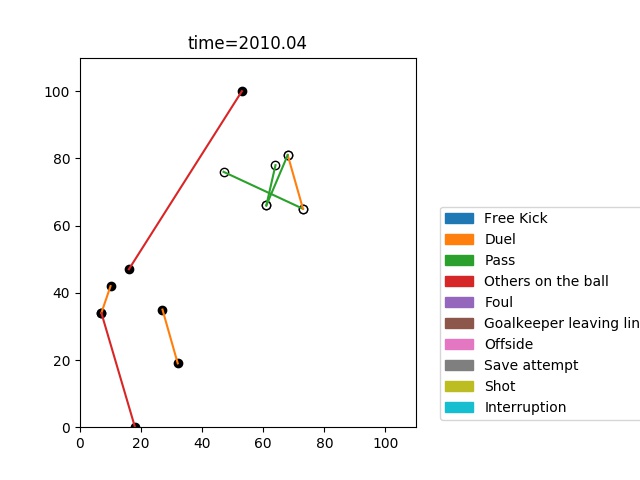 time=2010.04
100
80
60
40
20
0
0 20 40 60 80 100
Free Kick
Duel
Pass
Others on the ball
Foul
Goalkeeper leaving lin
Offside
Save attempt
Shot
Interruption